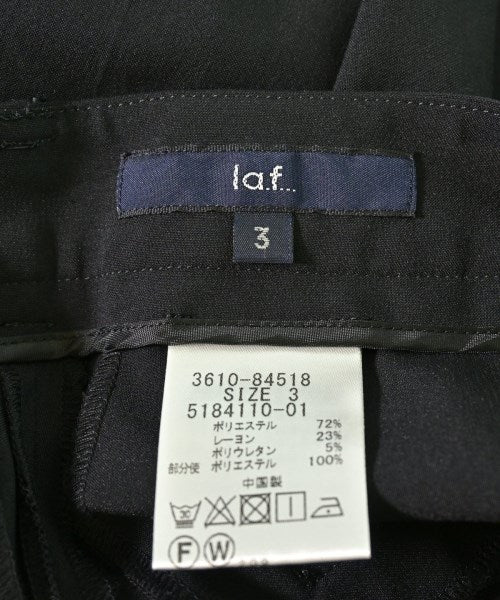 la.f...
3
3610-84518
SIZE 3
5184110-01
ポリエステル 72%
レーヨン 23%
ポリウレタン 5%
部分使 ポリエステル 100%
中国製
F W